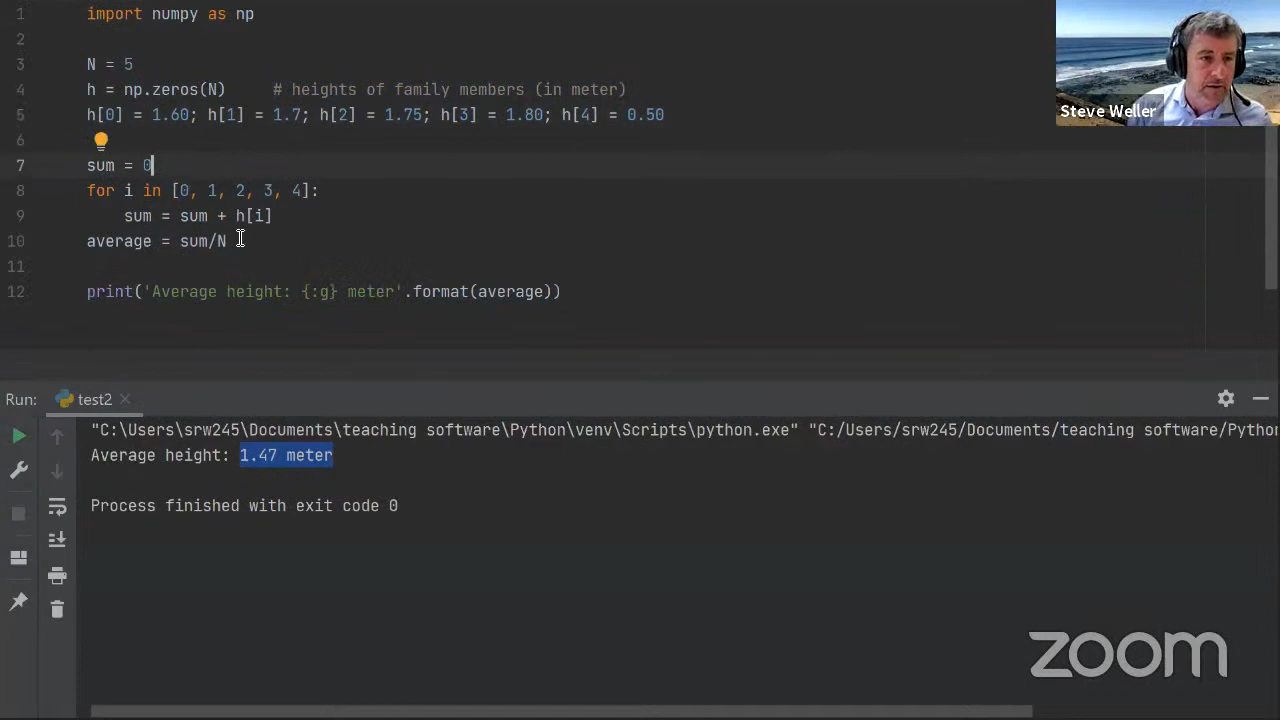 1 import numpy as np
2
3 N = 5
4 h = np.zeros(N)     # heights of family members (in meter)
5 h[0] = 1.60; h[1] = 1.7; h[2] = 1.75; h[3] = 1.80; h[4] = 0.50
6
7 sum = 0
8 for i in [0, 1, 2, 3, 4]:
9     sum = sum + h[i]
10 average = sum/N
11
12 print('Average height: {:g} meter'.format(average))
Steve Weller
Run: test2
"C:\Users\srw245\Documents\teaching software\Python\venv\Scripts\python.exe" "C:/Users/srw245/Documents/teaching software/Pythor
Average height: 1.47 meter
Process finished with exit code 0
zoom